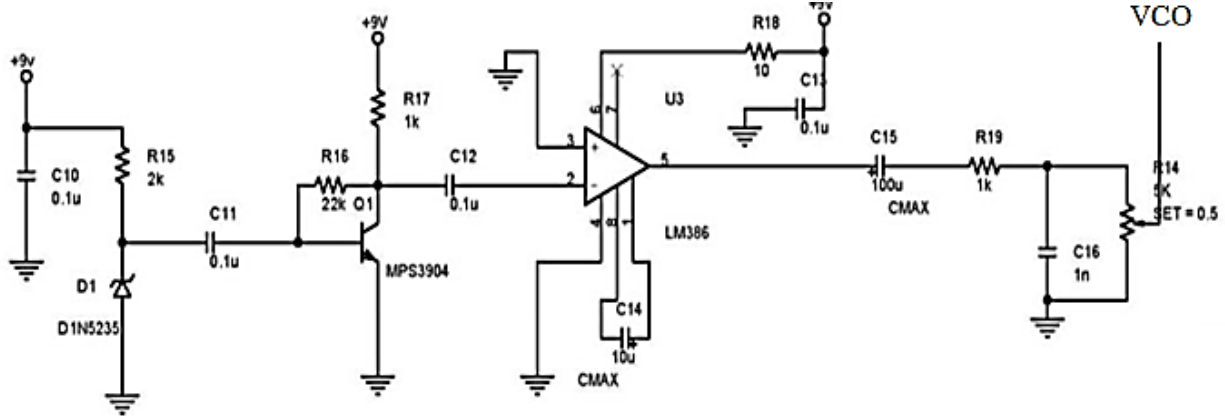 VCO
+9V
R18
+9v
+9v
10
6
7
U3
C13
0.1u
R17
1k
R15
2k
C10
0.1u
R16
22k
Q1
C12
0.1u
3
+
2
-
5
C15
100u
CMAX
R19
1k
R14
5K
SET = 0.5
C11
0.1u
4
8
1
LM386
MPS3904
C16
1n
D1
D1N5235
C14
10u
CMAX